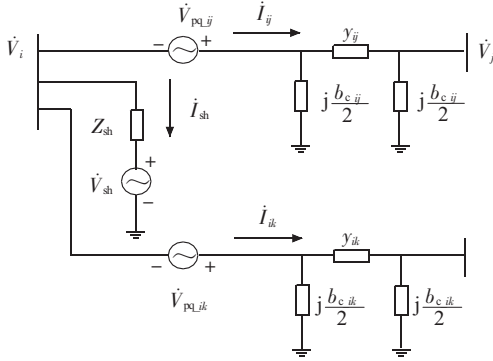 V̇pq_ij
İij
− +
yij
V̇i
V̇j
j bc ij/2
j bc ij/2
İsh
Zsh
+
V̇sh
−
İik
yik
− +
V̇pq_ik
j bc ik/2
j bc ik/2